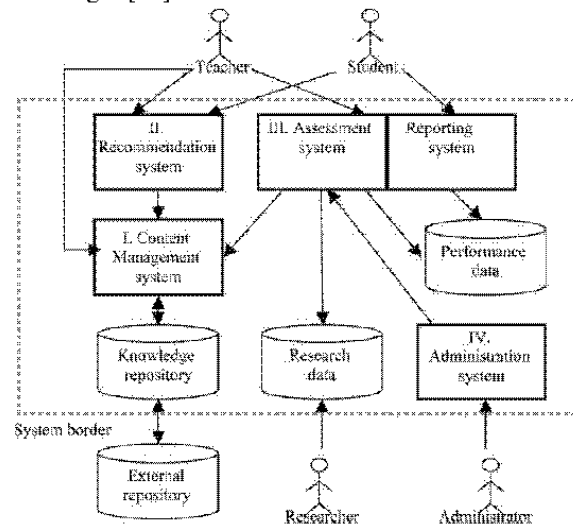 Teacher
Student
II.
Recommendation
system
III. Assessment
system
Reporting
system
I. Content
Management
system
Performance
data
Knowledge
repository
Research
data
IV.
Administration
system
System border
External
repository
Researcher
Administrator